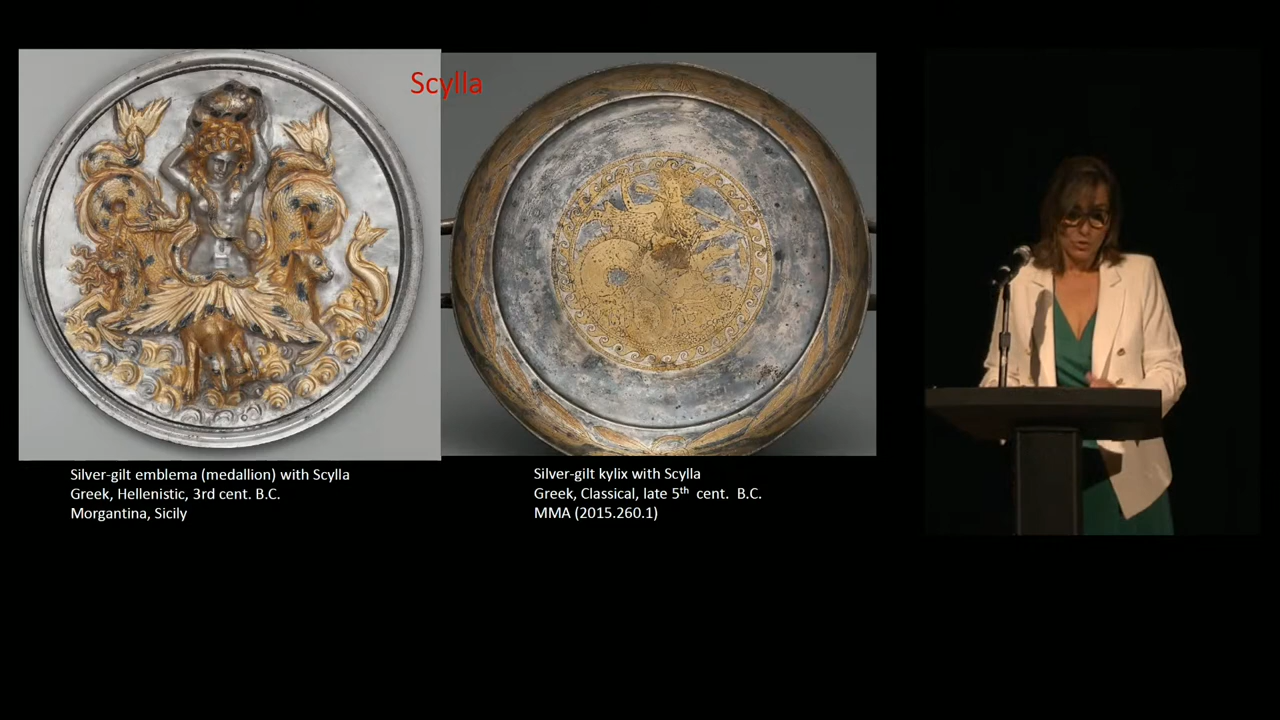 Scylla
Silver-gilt emblema (medallion) with Scylla
Greek, Hellenistic, 3rd cent. B.C.
Morgantina, Sicily
Silver-gilt kylix with Scylla
Greek, Classical, late 5th cent. B.C.
MMA (2015.260.1)